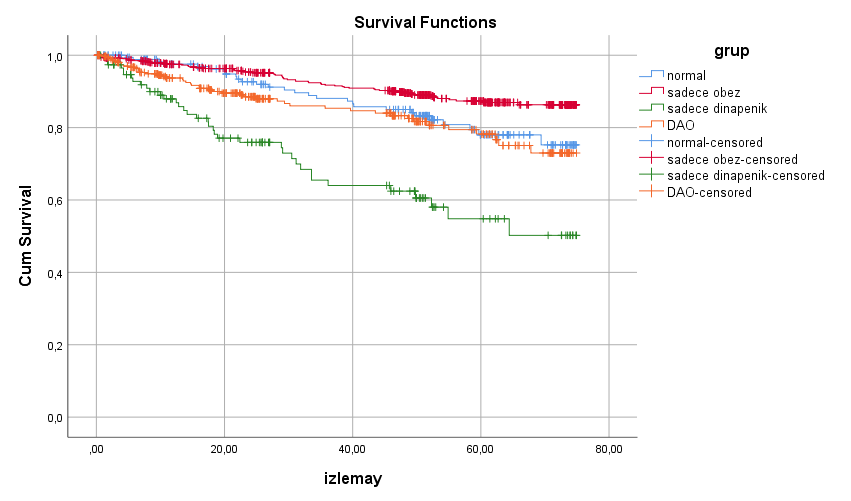 Survival Functions
grup
normal
sadece obez
sadece dinapenik
DAO
normal-censored
sadece obez-censored
sadece dinapenik-censored
DAO-censored
Cum Survival
1,0
0,8
0,6
0,4
0,2
0,0
,00
20,00
40,00
60,00
80,00
izlemay